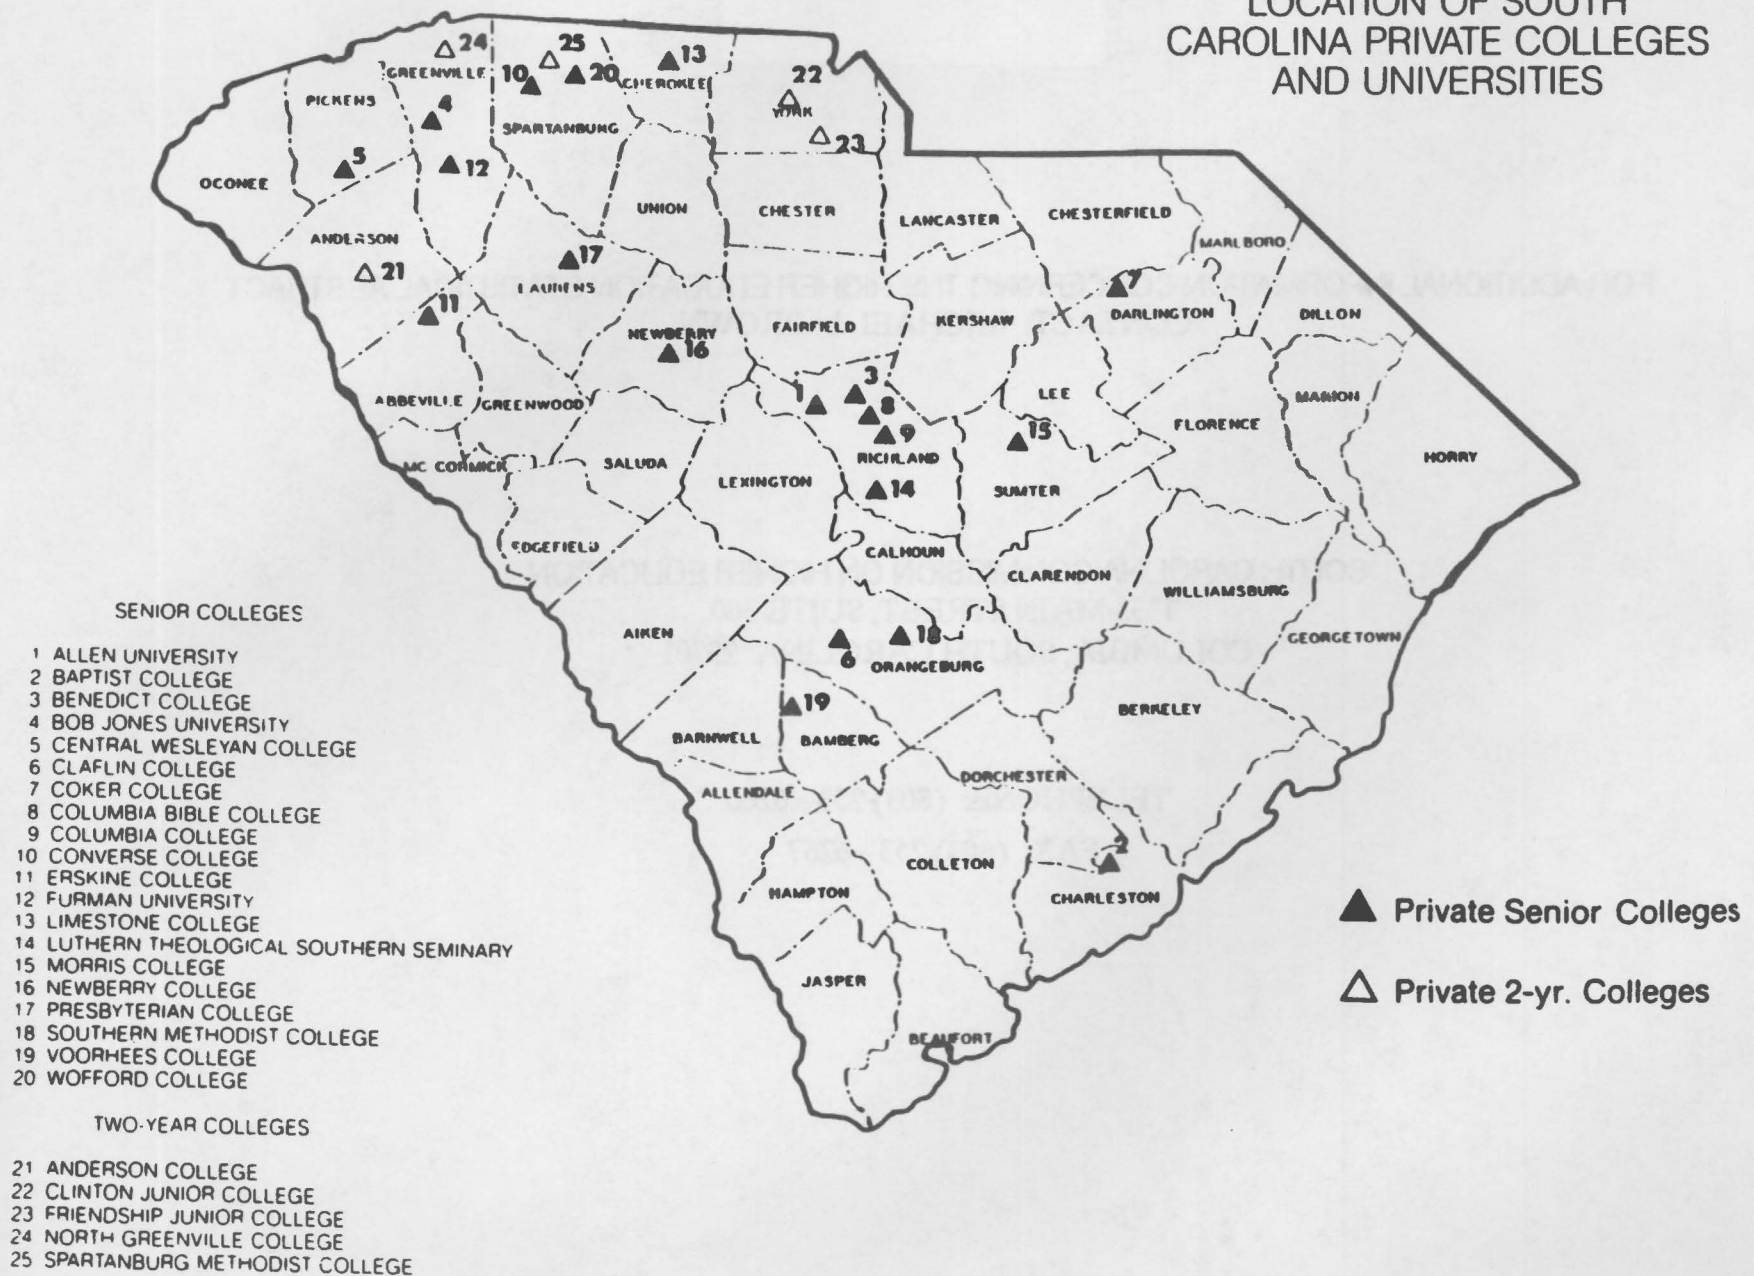 LOCATION OF SOUTH
CAROLINA PRIVATE COLLEGES
AND UNIVERSITIES
24
25
13
GREENVILLE
10
20
CHEROKEE
22
PICKENS
4
YORK
SPARTANBURG
23
5
12
OCONEE
UNION
CHESTER
LANCASTER
CHESTERFIELD
ANDERSON
MARLBORO
17
21
7
LAURENS
11
NEWBERRY
FAIRFIELD
KERSHAW
DARLINGTON
DILLON
16
3
1
LEE
MARION
ABBEVILLE
GREENWOOD
8
FLORENCE
9
15
RICHLAND
HORRY
MC CORMICK
SALUDA
LEXINGTON
14
SUMTER
EDGEFIELD
CALHOUN
CLARENDON
WILLIAMSBURG
AIKEN
18
GEORGETOWN
6
ORANGEBURG
19
BERKELEY
BARNWELL
BAMBERG
DORCHESTER
ALLENDALE
2
COLLETON
HAMPTON
CHARLESTON
JASPER
BEAUFORT
SENIOR COLLEGES
1 ALLEN UNIVERSITY
2 BAPTIST COLLEGE
3 BENEDICT COLLEGE
4 BOB JONES UNIVERSITY
5 CENTRAL WESLEYAN COLLEGE
6 CLAFLIN COLLEGE
7 COKER COLLEGE
8 COLUMBIA BIBLE COLLEGE
9 COLUMBIA COLLEGE
10 CONVERSE COLLEGE
11 ERSKINE COLLEGE
12 FURMAN UNIVERSITY
13 LIMESTONE COLLEGE
14 LUTHERN THEOLOGICAL SOUTHERN SEMINARY
15 MORRIS COLLEGE
16 NEWBERRY COLLEGE
17 PRESBYTERIAN COLLEGE
18 SOUTHERN METHODIST COLLEGE
19 VOORHEES COLLEGE
20 WOFFORD COLLEGE
TWO-YEAR COLLEGES
21 ANDERSON COLLEGE
22 CLINTON JUNIOR COLLEGE
23 FRIENDSHIP JUNIOR COLLEGE
24 NORTH GREENVILLE COLLEGE
25 SPARTANBURG METHODIST COLLEGE
Private Senior Colleges
Private 2-yr. Colleges